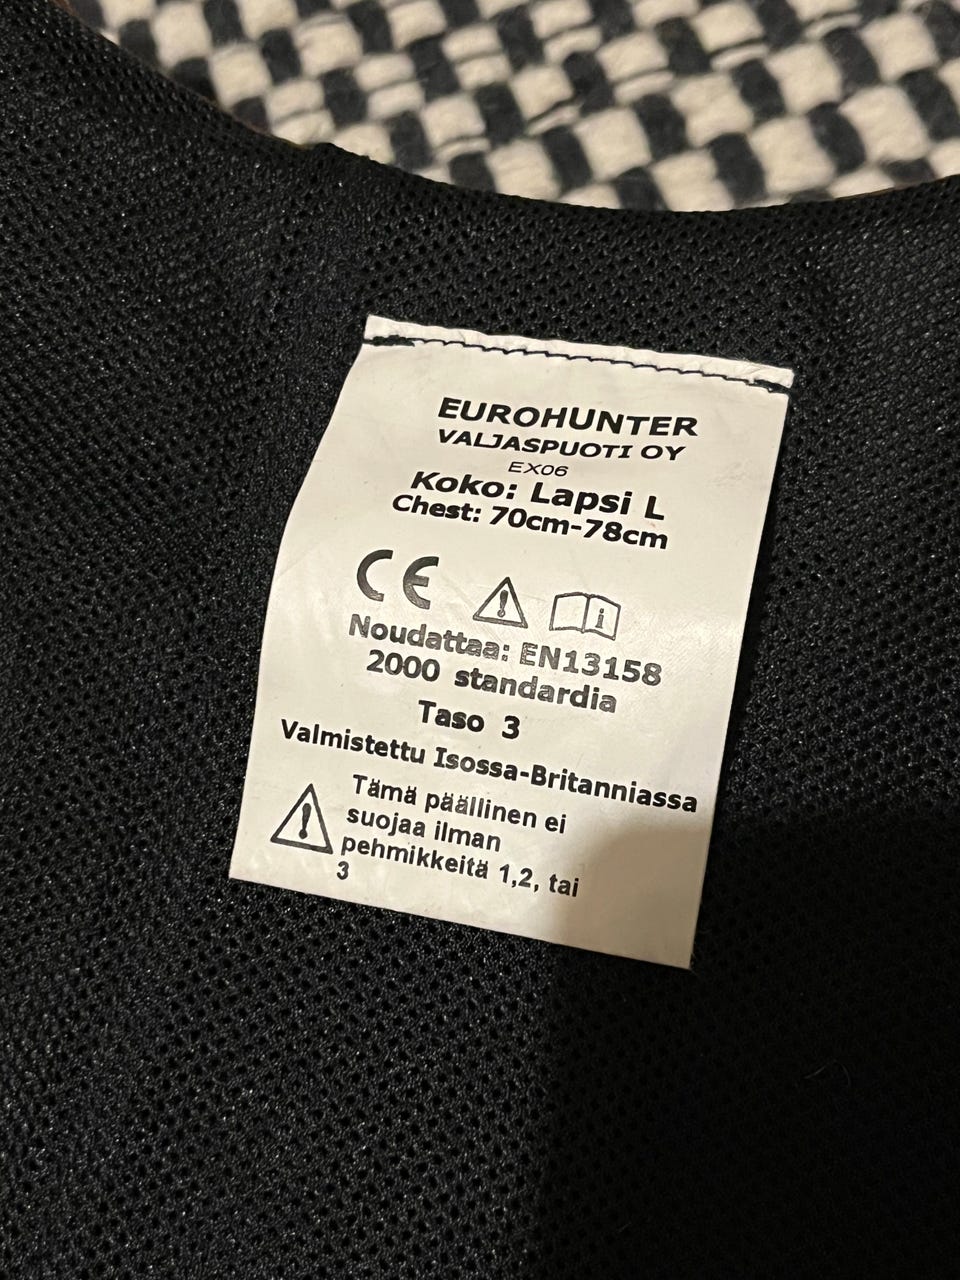 EUROHUNTER
VALJASPUOTI OY
EX06
Koko: Lapsi L
Chest: 70cm-78cm
CE
Noudattaa: EN13158
2000 standardia
Taso 3
Valmistettu Isossa-Britanniassa
Tämä päällinen ei
suojaa ilman
pehmikkeitä 1,2, tai
3